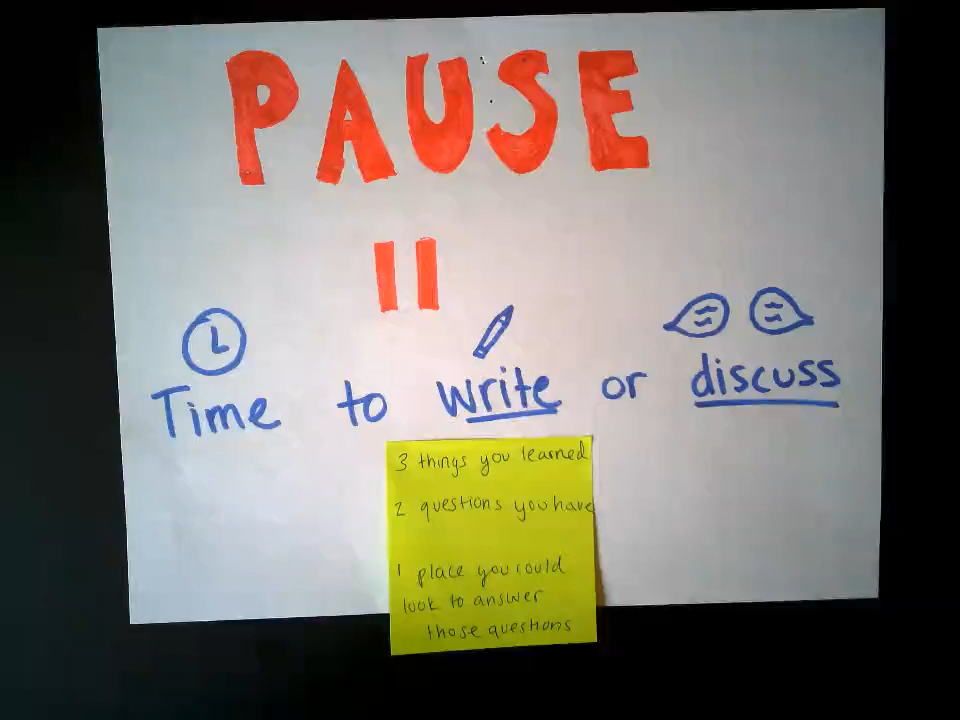 PAUSE
Time to write or discuss
3 things you learned
2 questions you have
1 place you could
look to answer
those questions